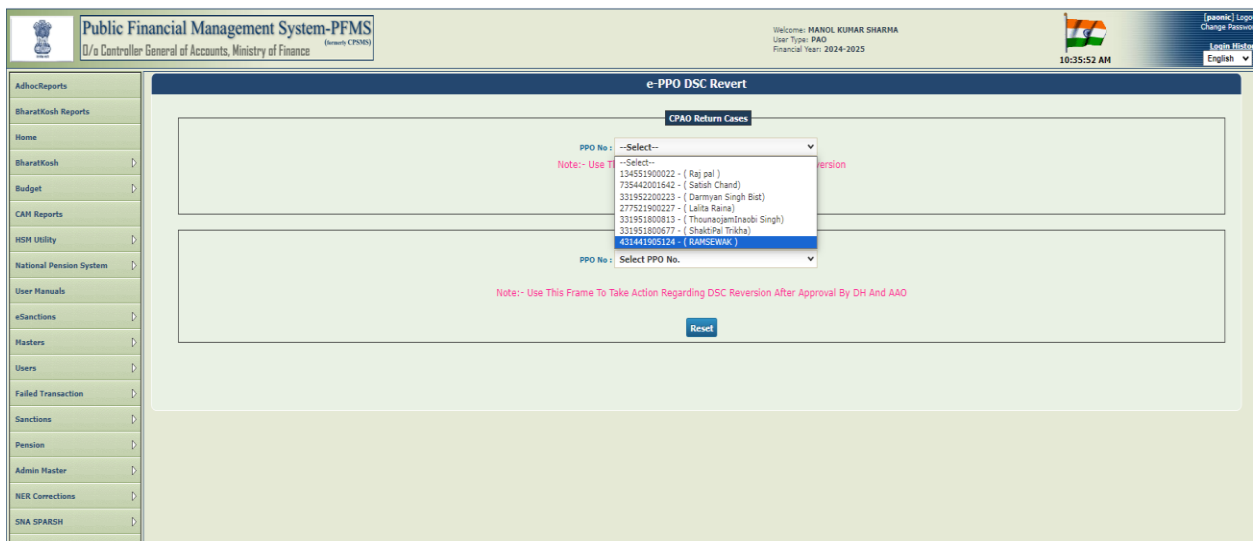 Public Financial Management System-PFMS
(formerly CPSMS)
O/o Controller General of Accounts, Ministry of Finance
Welcome: MANOL KUMAR SHARMA
User Type: PAO
Financial Year: 2024-2025
10:35:52 AM
[paonic] Logo
Change Passwor
Login Histo
English
AdhocReports
BharatKosh Reports
Home
BharatKosh
Budget
CAM Reports
HSM Utility
National Pension System
User Manuals
eSanctions
Masters
Users
Failed Transaction
Sanctions
Pension
Admin Master
NER Corrections
SNA SPARSH
e-PPO DSC Revert
CPAO Return Cases
PPO No : --Select--
Note:- Use T
ersion
--Select--
134551900022 - ( Raj pal )
735442001642 - ( Satish Chand)
331952200223 - ( Darmyan Singh Bist)
277521900227 - ( Lalita Raina)
331951800813 - ( ThounaojamInaobi Singh)
331951800677 - ( ShaktiPal Trikha)
431441905124 - ( RAMSEWAK )
PPO No : Select PPO No.
Note:- Use This Frame To Take Action Regarding DSC Reversion After Approval By DH And AAO
Reset